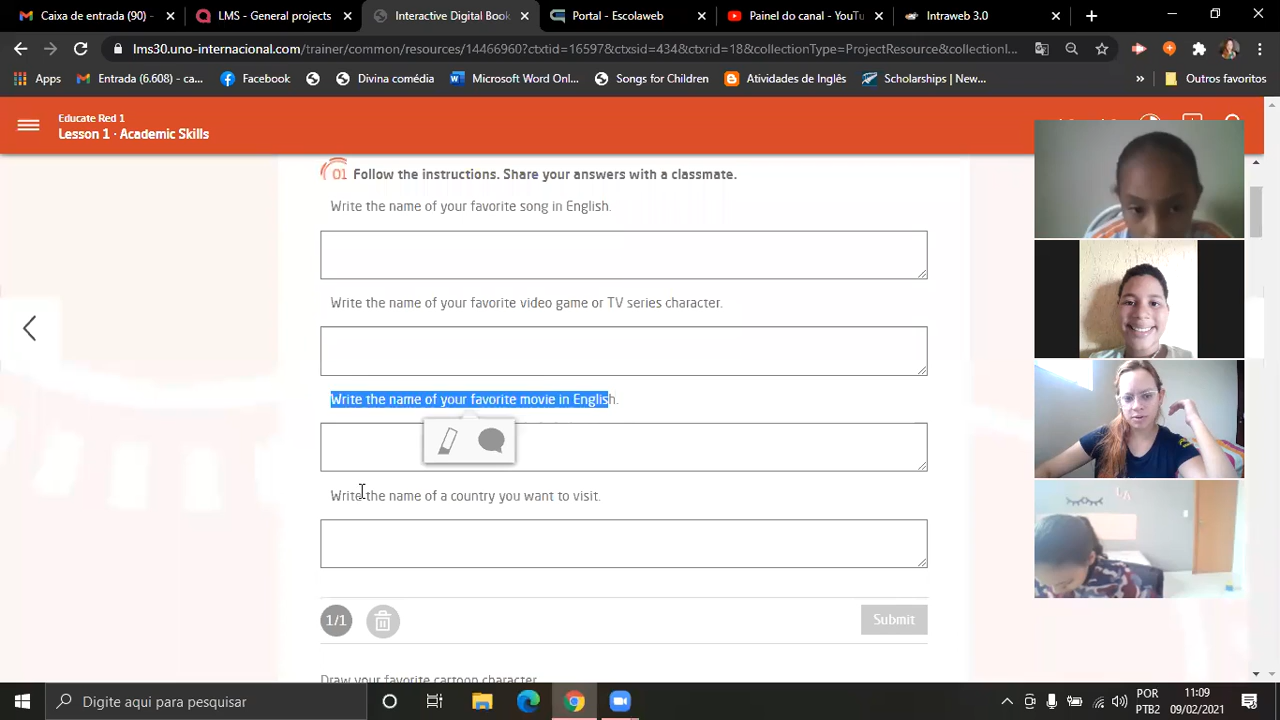 Caixa de entrada (90) -
LMS - General projects
Interactive Digital Book
Portal - Escolaweb
Painel do canal - YouTu
Intraweb 3.0
lms30.uno-internacional.com/trainer/common/resources/14466960?ctxtid=16597&ctxsid=434&ctxrid=18&collectionType=ProjectResource&collectionI...
Apps
Entrada (6.608) - ca...
Facebook
Divina comédia
Microsoft Word Onl...
Songs for Children
Atividades de Inglês
Scholarships | New...
»
Outros favoritos
Educate Red 1
Lesson 1 · Academic Skills
01 Follow the instructions. Share your answers with a classmate.
Write the name of your favorite song in English.
Write the name of your favorite video game or TV series character.
Write the name of your favorite movie in English.
Write the name of a country you want to visit.
1/1
Submit
Draw your favorite cartoon character
Digite aqui para pesquisar
POR
PTB2
11:09
09/02/2021